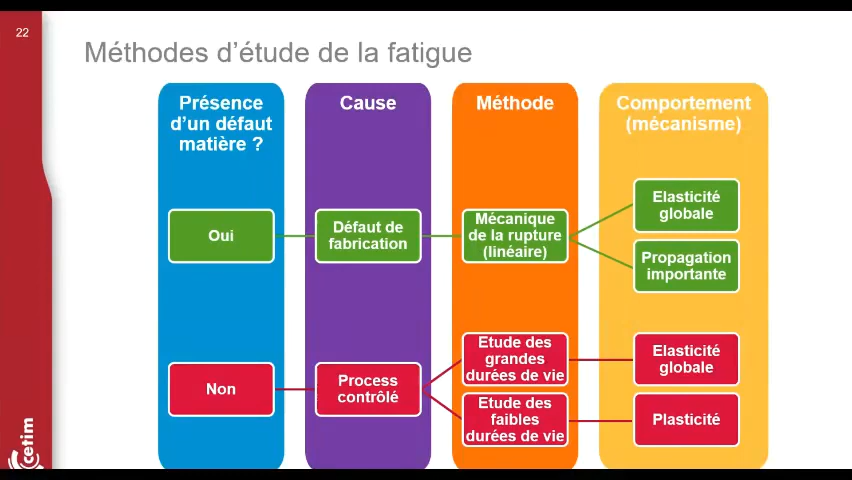 22
Méthodes d'étude de la fatigue
Présence
d'un défaut
matière ?
Cause
Méthode
Comportement
(mécanisme)
Oui
Défaut de
fabrication
Mécanique
de la rupture
(linéaire)
Elasticité
globale
Propagation
importante
Non
Process
contrôlé
Etude des
grandes
durées de vie
Elasticité
globale
Etude des
faibles
durées de vie
Plasticité
cetim